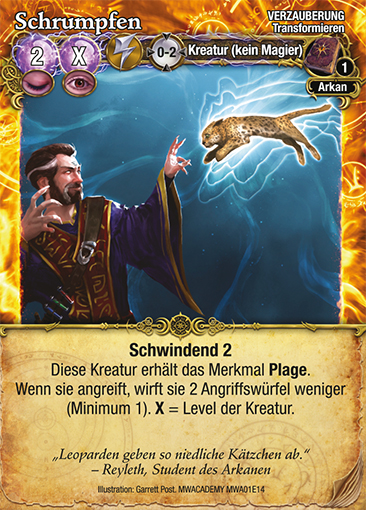 Schrumpfen
VERZAUBERUNG
Transformieren
2 X 0-2 Kreatur (kein Magier) 1
Arkan
Schwindend 2
Diese Kreatur erhält das Merkmal Plage.
Wenn sie angreift, wirft sie 2 Angriffswürfel weniger
(Minimum 1). X = Level der Kreatur.
„Leoparden geben so niedliche Kätzchen ab.“
– Reyleth, Student des Arkanen
Illustration: Garrett Post. MWACADEMY MWA01E14